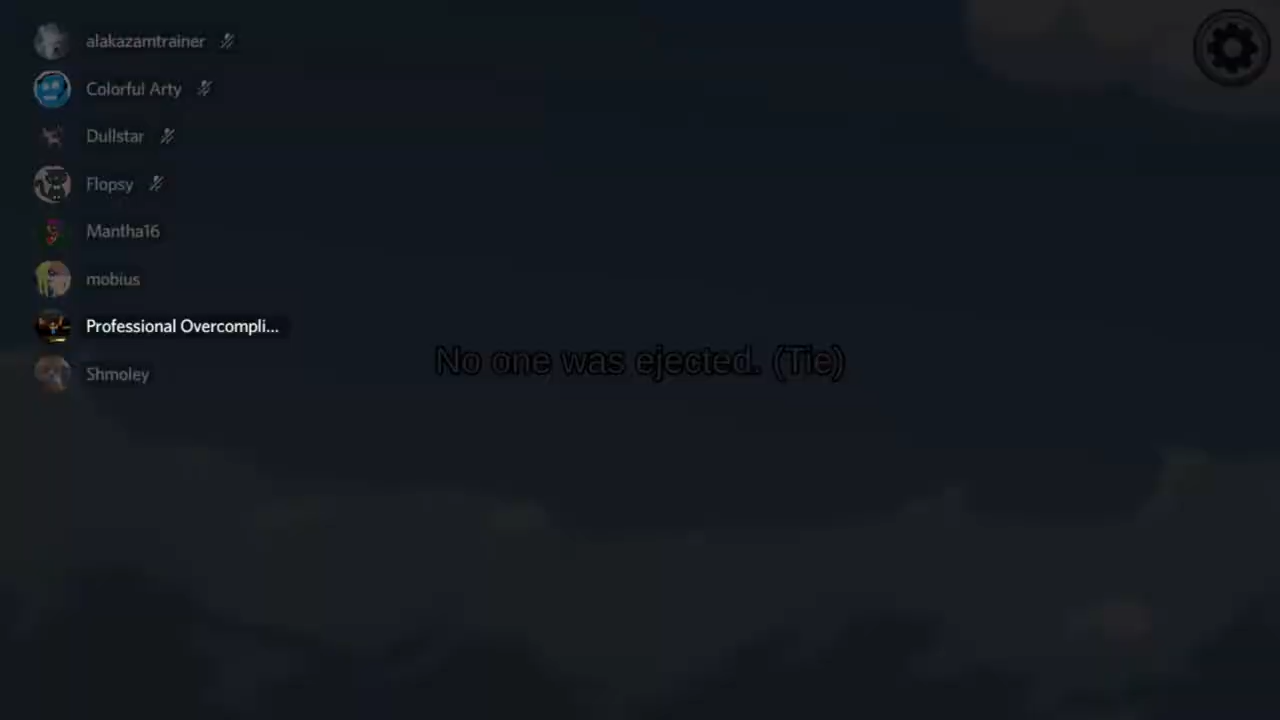 alakazamtrainer
Colorful Arty
Dullstar
Flopsy
Mantha16
mobius
Professional Overcompli...
No one was ejected. (Tie)
Shmoley